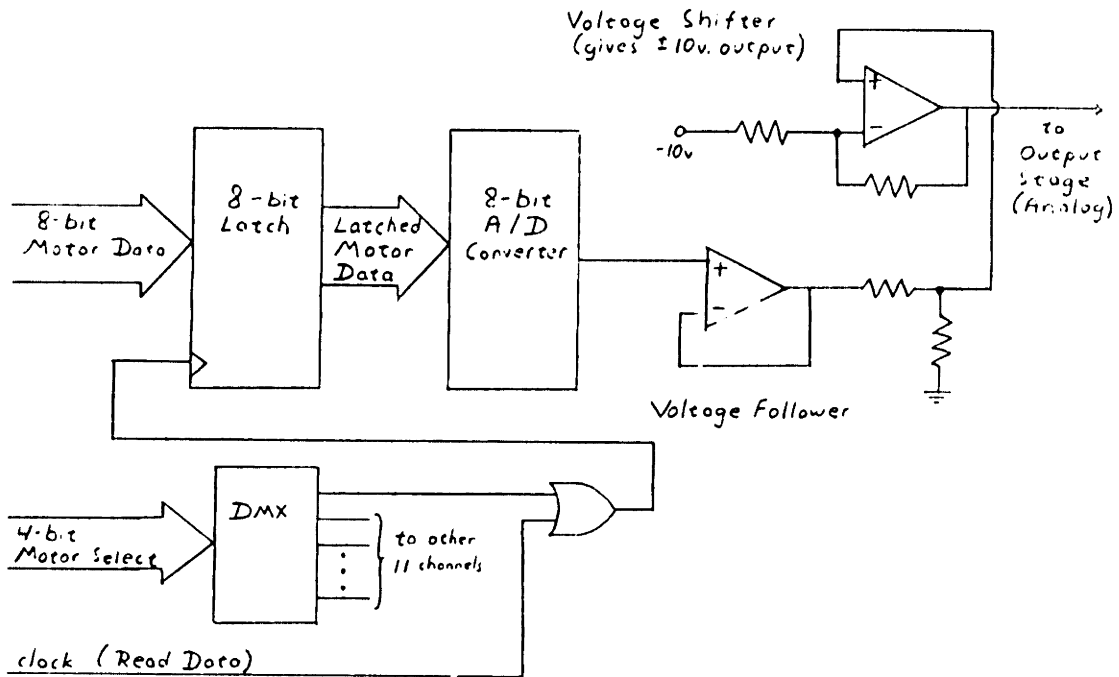 Voltage Shifter
(gives ±10v. output)
+
-
-10v
to
Output
Stage
(Analog)
8-bit
Latch
8-bit
A/D
Converter
8-bit
Motor Data
Latched
Motor
Data
+
-
Voltage Follower
DMX
4-bit
Motor Select
to other
11 channels
clock (Read Data)